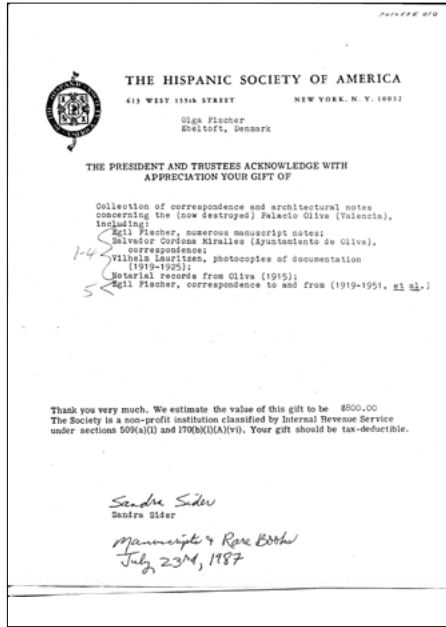 THE HISPANIC SOCIETY OF AMERICA
613 WEST 155th STREET NEW YORK, N. Y. 10032
Olga Fischer
Ebeltoft, Denmark
THE PRESIDENT AND TRUSTEES ACKNOWLEDGE WITH
APPRECIATION YOUR GIFT OF
Collection of correspondence and architectural notes
concerning the (now destroyed) Palacio Oliva (Valencia),
including:
Egil Fischer, numerous manuscript notes;
Salvador Cardona Miralles (Ayuntamiento de Oliva),
correspondence;
1-4
Vilhelm Lauritzen, photocopies of documentation
(1919-1925);
Notarial records from Oliva (1915);
5
Egil Fischer, correspondence to and from (1919-1951, et al.)
Thank you very much. We estimate the value of this gift to be $800.00
The Society is a non-profit institution classified by Internal Revenue Service
under sections 509(a)(1) and 170(b)(1)(A)(vi). Your gift should be tax-deductible.
Sandra Sider
Sandra Sider
Manuscripts & Rare Books
July 23rd, 1987